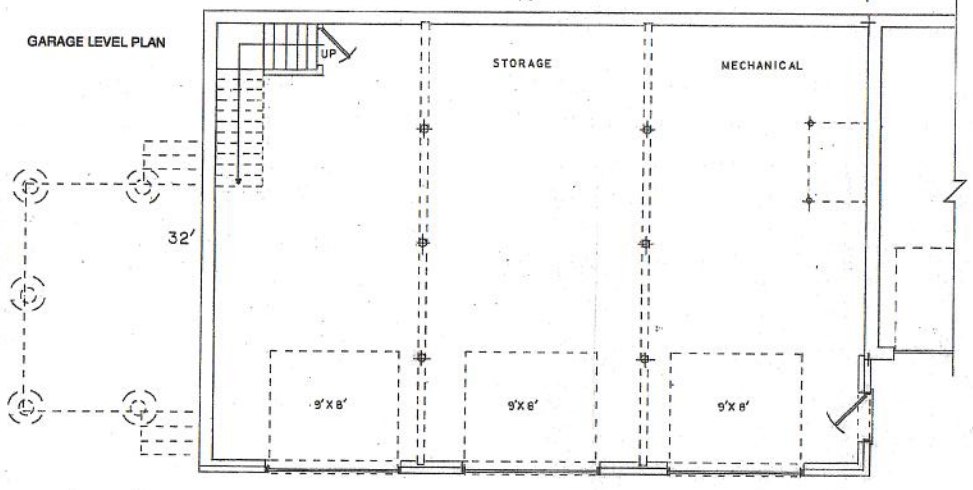 GARAGE LEVEL PLAN
UP
STORAGE
MECHANICAL
32'
9'X8'
9'X8'
9'X8'